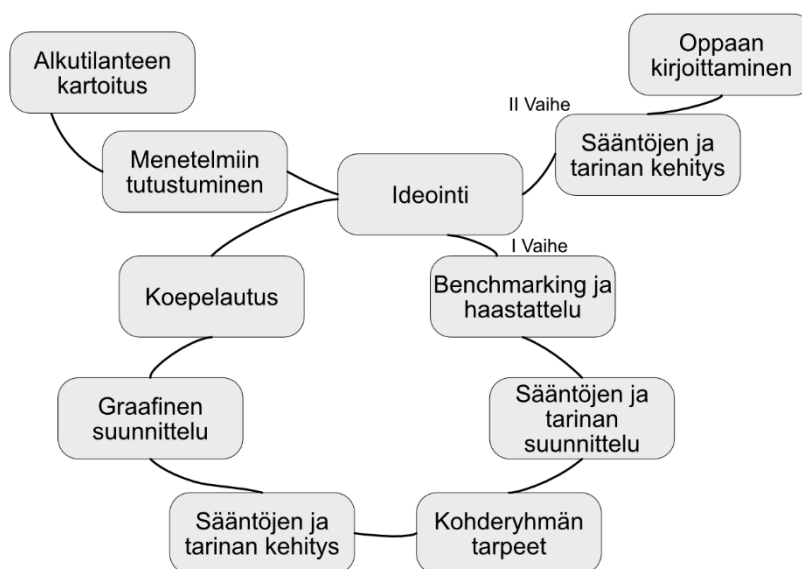 Alkutilanteen
kartoitus
Menetelmiin
tutustuminen
Ideointi
II Vaihe
Oppaan
kirjoittaminen
Sääntöjen ja
tarinan kehitys
I Vaihe
Benchmarking ja
haastattelu
Sääntöjen ja
tarinan
suunnittelu
Kohderyhmän
tarpeet
Sääntöjen ja
tarinan kehitys
Graafinen
suunnittelu
Koepelautus